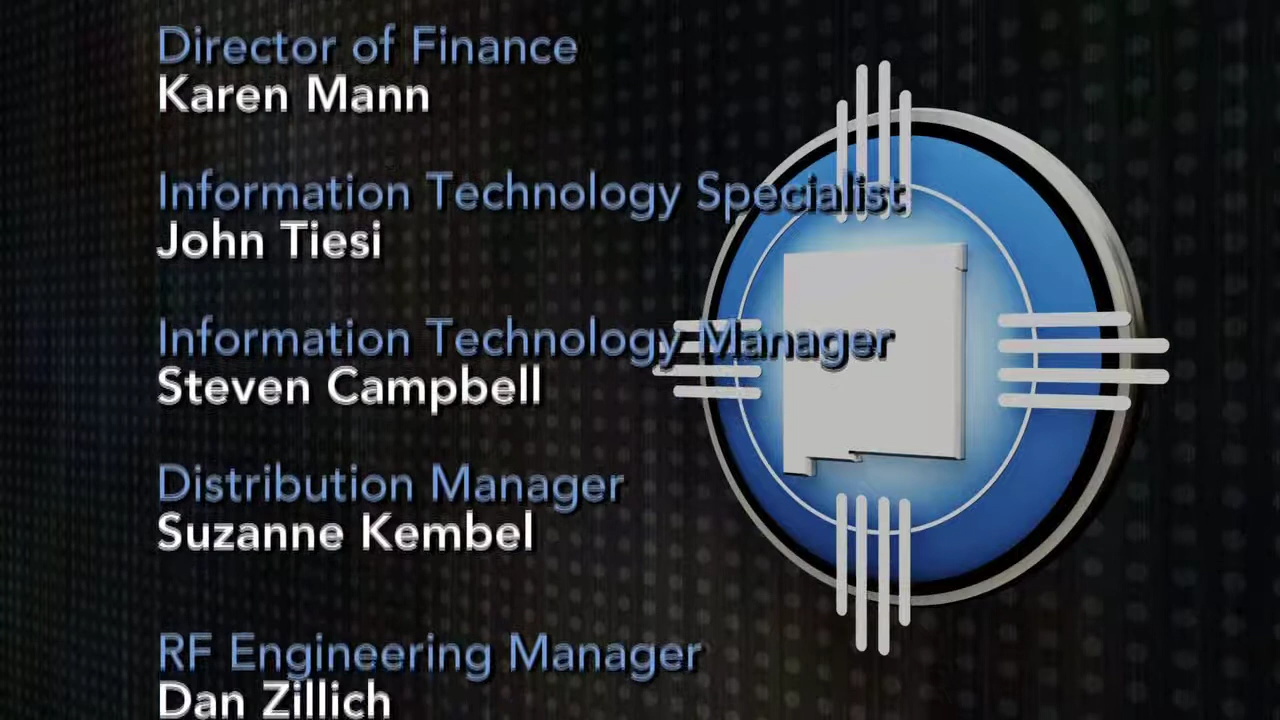 Director of Finance
Karen Mann
Information Technology Specialist
John Tiesi
Information Technology Manager
Steven Campbell
Distribution Manager
Suzanne Kembel
RF Engineering Manager
Dan Zillich